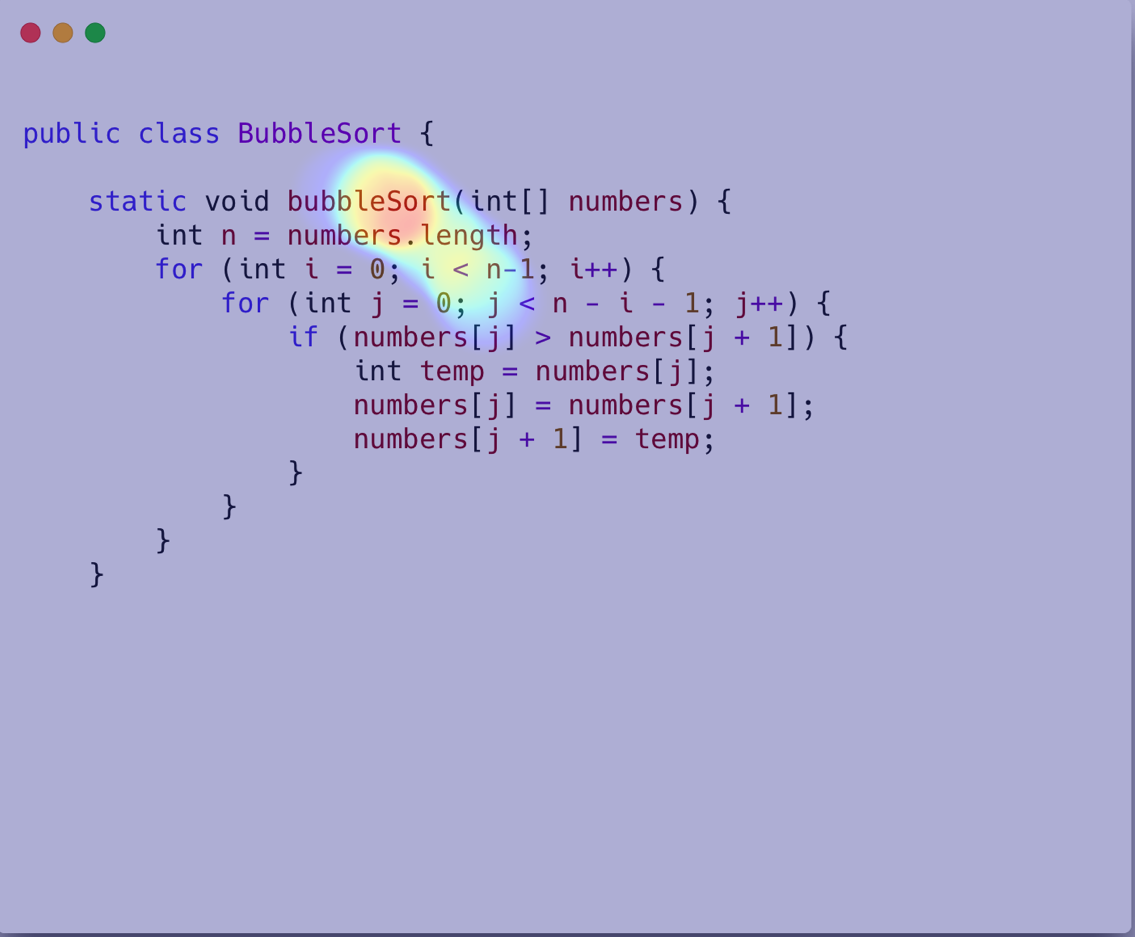 public class BubbleSort {
    static void bubbleSort(int[] numbers) {
        int n = numbers.length;
        for (int i = 0; i < n-1; i++) {
            for (int j = 0; j < n - i - 1; j++) {
                if (numbers[j] > numbers[j + 1]) {
                    int temp = numbers[j];
                    numbers[j] = numbers[j + 1];
                    numbers[j + 1] = temp;
                }
            }
        }
    }